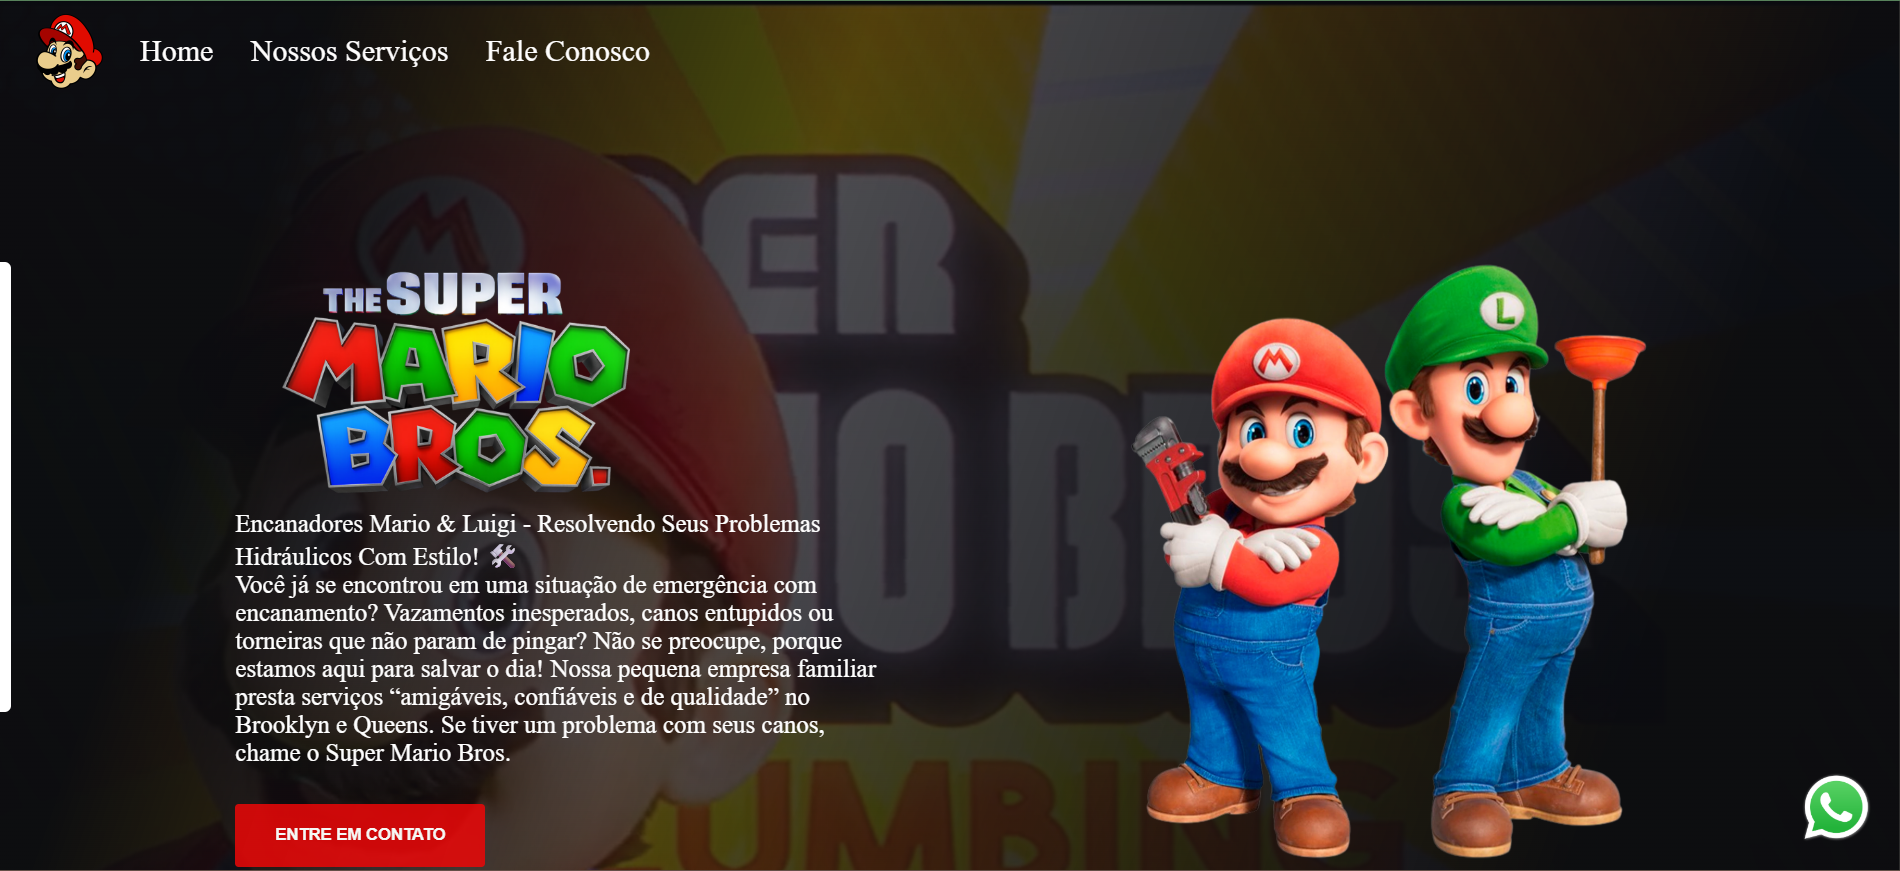 Home Nossos Serviços Fale Conosco
THE SUPER
MARIO
BROS.
Encanadores Mario & Luigi - Resolvendo Seus Problemas
Hidráulicos Com Estilo! 🛠️
Você já se encontrou em uma situação de emergência com
encanamento? Vazamentos inesperados, canos entupidos ou
torneiras que não param de pingar? Não se preocupe, porque
estamos aqui para salvar o dia! Nossa pequena empresa familiar
presta serviços “amigáveis, confiáveis e de qualidade” no
Brooklyn e Queens. Se tiver um problema com seus canos,
chame o Super Mario Bros.
ENTRE EM CONTATO
M
L